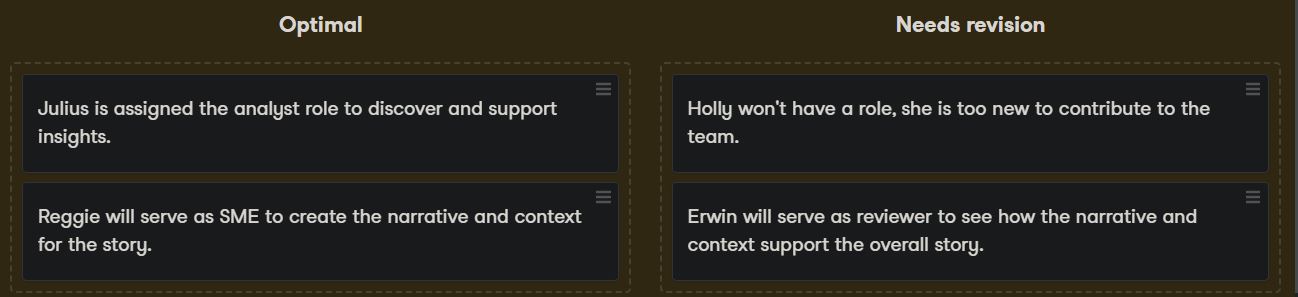 Optimal
Julius is assigned the analyst role to discover and support
insights.
Reggie will serve as SME to create the narrative and context
for the story.
Needs revision
Holly won't have a role, she is too new to contribute to the
team.
Erwin will serve as reviewer to see how the narrative and
context support the overall story.